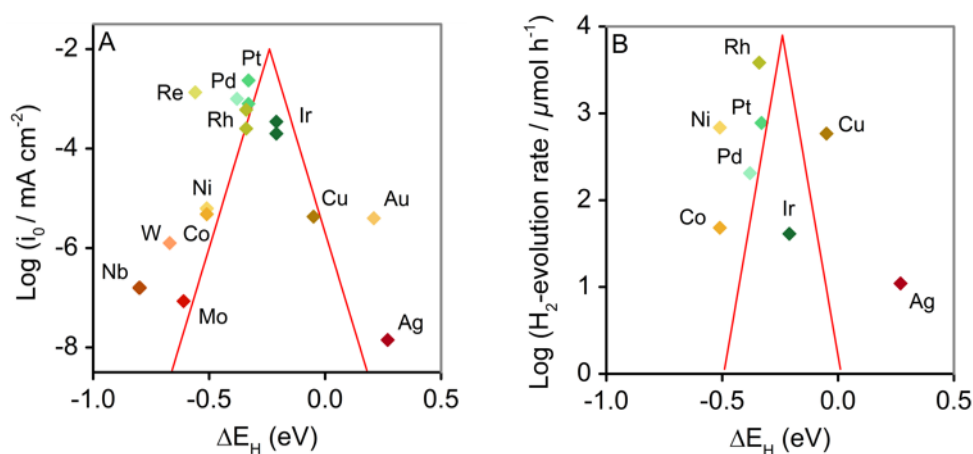 A
Log (i₀ / mA cm⁻²)
-2
-4
-6
-8
Pt
Pd
Re
Rh
Ir
Ni
Cu
Au
W
Co
Nb
Mo
Ag
-1.0
-0.5
0.0
0.5
ΔE_H (eV)
B
Log (H₂-evolution rate / µmol h⁻¹)
4
3
2
1
0
Rh
Ni
Pt
Cu
Pd
Co
Ir
Ag
-1.0
-0.5
0.0
0.5
ΔE_H (eV)